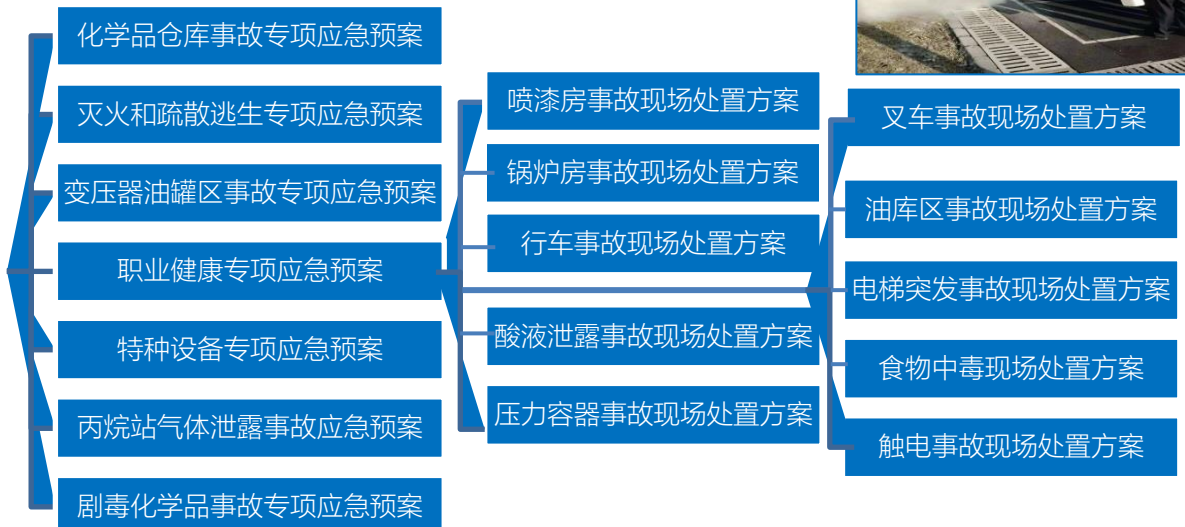 化学品仓库事故专项应急预案
灭火和疏散逃生专项应急预案
变压器油罐区事故专项应急预案
职业健康专项应急预案
特种设备专项应急预案
丙烷站气体泄露事故应急预案
剧毒化学品事故专项应急预案
喷漆房事故现场处置方案
锅炉房事故现场处置方案
行车事故现场处置方案
酸液泄露事故现场处置方案
压力容器事故现场处置方案
叉车事故现场处置方案
油库区事故现场处置方案
电梯突发事故现场处置方案
食物中毒现场处置方案
触电事故现场处置方案